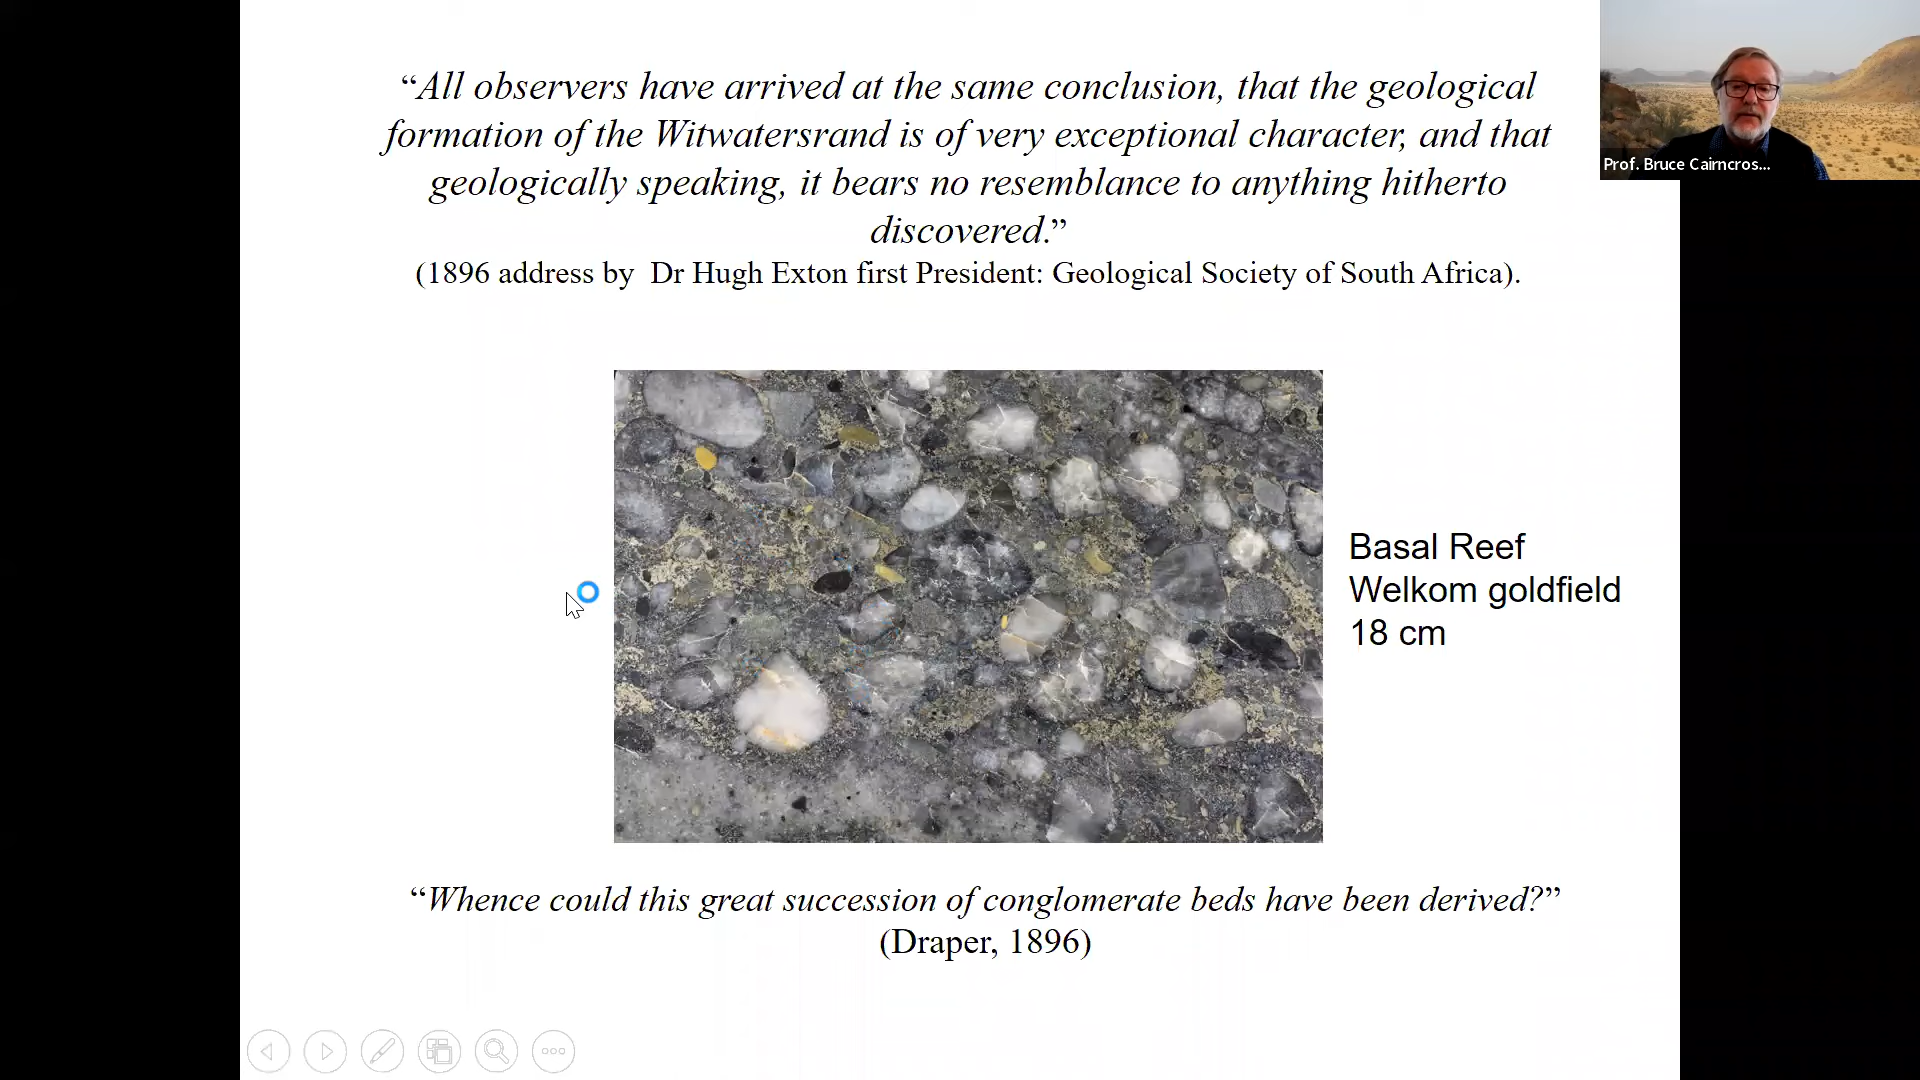 “All observers have arrived at the same conclusion, that the geological
formation of the Witwatersrand is of very exceptional character, and that
geologically speaking, it bears no resemblance to anything hitherto
discovered.”
(1896 address by  Dr Hugh Exton first President: Geological Society of South Africa).
Prof. Bruce Cairncros...
Basal Reef
Welkom goldfield
18 cm
“Whence could this great succession of conglomerate beds have been derived?”
(Draper, 1896)